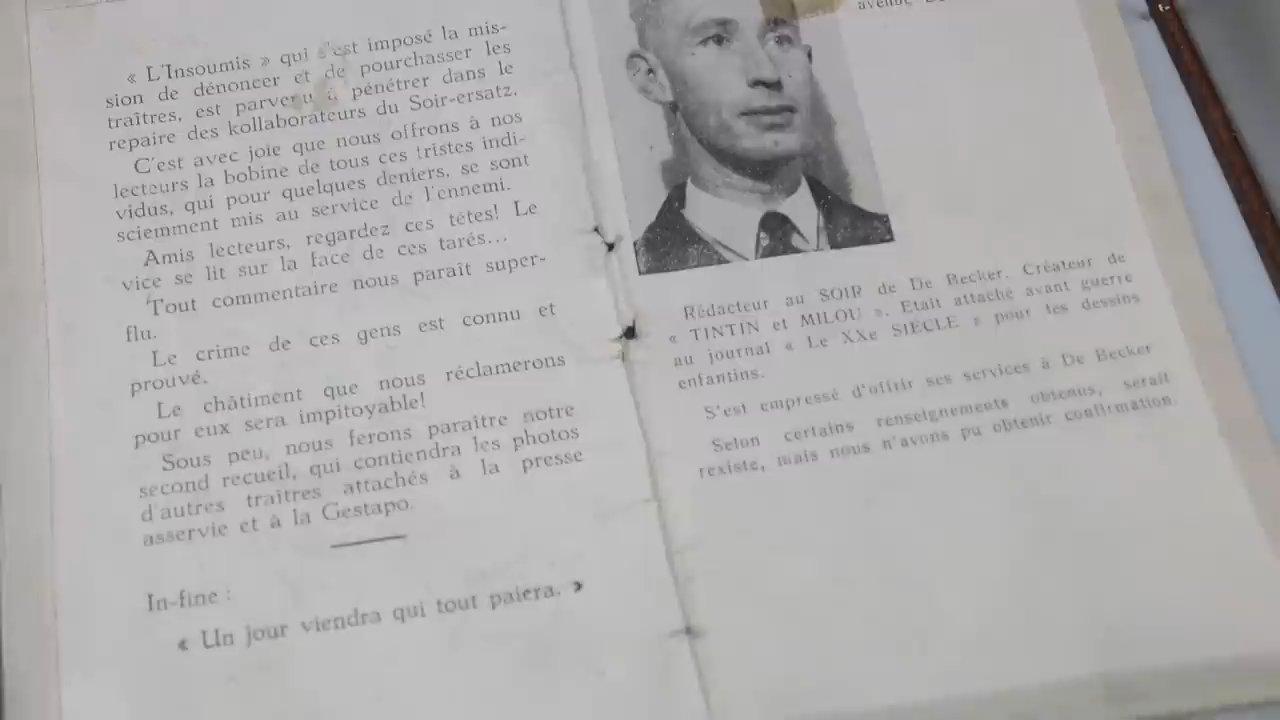 « L'Insoumis » qui s'est imposé la mis-
sion de dénoncer et de pourchasser les
traîtres, est parvenu à pénétrer dans le
repaire des kollaborateurs du Soir-ersatz.
C'est avec joie que nous offrons à nos
lecteurs la bobine de tous ces tristes indi-
vidus, qui pour quelques deniers, se sont
sciemment mis au service de l'ennemi.
Amis lecteurs, regardez ces têtes! Le
vice se lit sur la face de ces tarés...
Tout commentaire nous paraît super-
flu.
Le crime de ces gens est connu et
prouvé.
Le châtiment que nous réclamerons
pour eux sera impitoyable!
Sous peu, nous ferons paraître notre
second recueil, qui contiendra les photos
d'autres traîtres attachés à la presse
asservie et à la Gestapo.
In-fine :
« Un jour viendra qui tout paiera. »
avenue
Rédacteur au SOIR de De Becker. Créateur de
« TINTIN et MILOU ». Etait attaché avant guerre
au journal « Le XXe SIECLE » pour les dessins
enfantins.
S'est empressé d'offrir ses services à De Becker
Selon certains renseignements obtenus, serait
rexiste, mais nous n'avons pu obtenir confirmation.